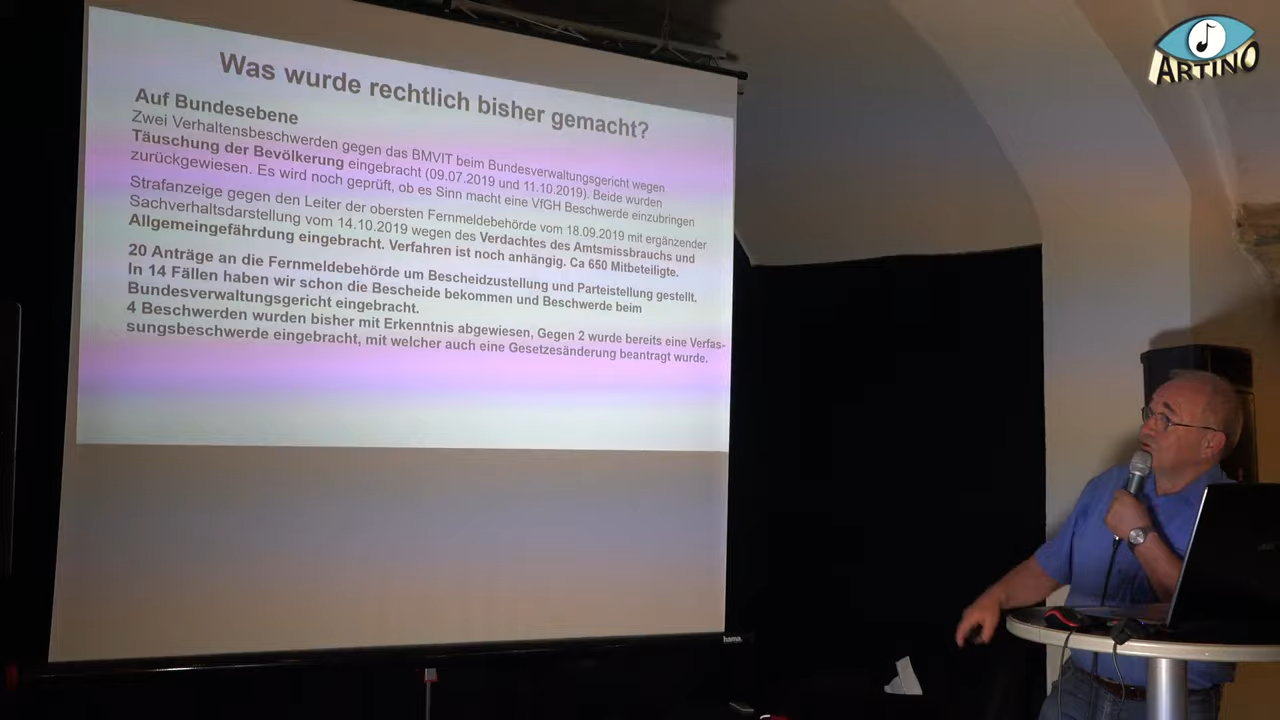 Was wurde rechtlich bisher gemacht?
Auf Bundesebene
Zwei Verhaltensbeschwerden gegen das BMVIT beim Bundesverwaltungsgericht wegen
Täuschung der Bevölkerung eingebracht (09.07.2019 und 11.10.2019). Beide wurden
zurückgewiesen. Es wird noch geprüft, ob es Sinn macht eine VfGH Beschwerde einzubringen
Strafanzeige gegen den Leiter der obersten Fernmeldebehörde vom 18.09.2019 mit ergänzender
Sachverhaltsdarstellung vom 14.10.2019 wegen des Verdachtes des Amtsmissbrauchs und
Allgemeingefährdung eingebracht. Verfahren ist noch anhängig. Ca 650 Mitbeteiligte.
20 Anträge an die Fernmeldebehörde um Bescheidzustellung und Parteistellung gestellt.
In 14 Fällen haben wir schon die Bescheide bekommen und Beschwerde beim
Bundesverwaltungsgericht eingebracht.
4 Beschwerden wurden bisher mit Erkenntnis abgewiesen, Gegen 2 wurde bereits eine Verfas-
sungsbeschwerde eingebracht, mit welcher auch eine Gesetzesänderung beantragt wurde.
hama.
ARTINO